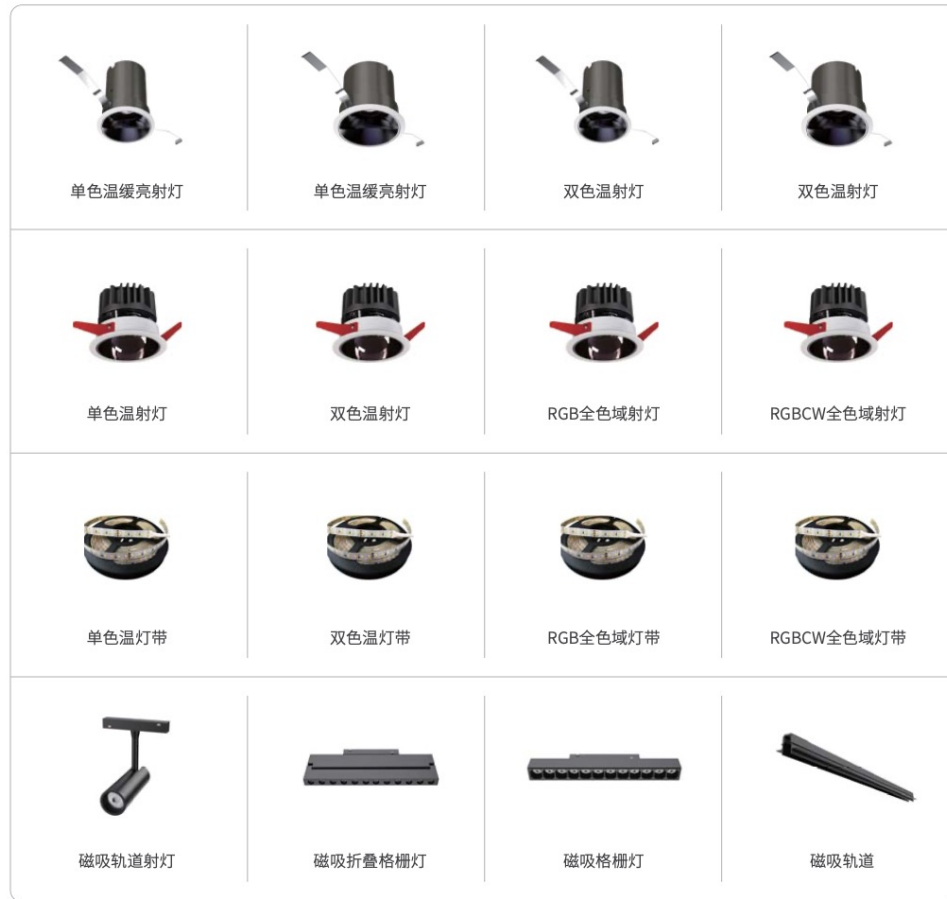 单色温缓亮射灯
单色温缓亮射灯
双色温射灯
双色温射灯
单色温射灯
双色温射灯
RGB全色域射灯
RGBCW全色域射灯
单色温灯带
双色温灯带
RGB全色域灯带
RGBCW全色域灯带
磁吸轨道射灯
磁吸折叠格栅灯
磁吸格栅灯
磁吸轨道